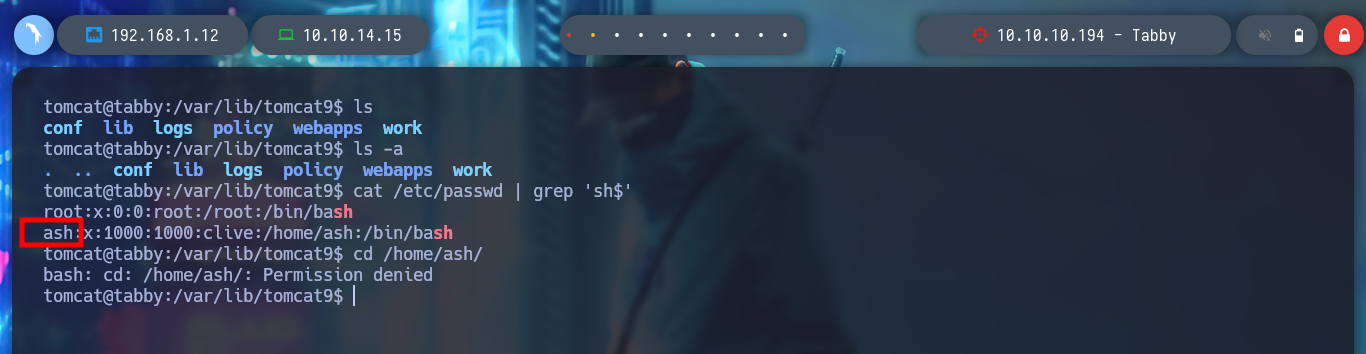 192.168.1.12 10.10.14.15 10.10.10.194 - Tabby
tomcat@tabby:/var/lib/tomcat9$ ls
conf lib logs policy webapps work
tomcat@tabby:/var/lib/tomcat9$ ls -a
. .. conf lib logs policy webapps work
tomcat@tabby:/var/lib/tomcat9$ cat /etc/passwd | grep 'sh$'
root:x:0:0:root:/root:/bin/bash
ash:x:1000:1000:clive:/home/ash:/bin/bash
tomcat@tabby:/var/lib/tomcat9$ cd /home/ash/
bash: cd: /home/ash/: Permission denied
tomcat@tabby:/var/lib/tomcat9$